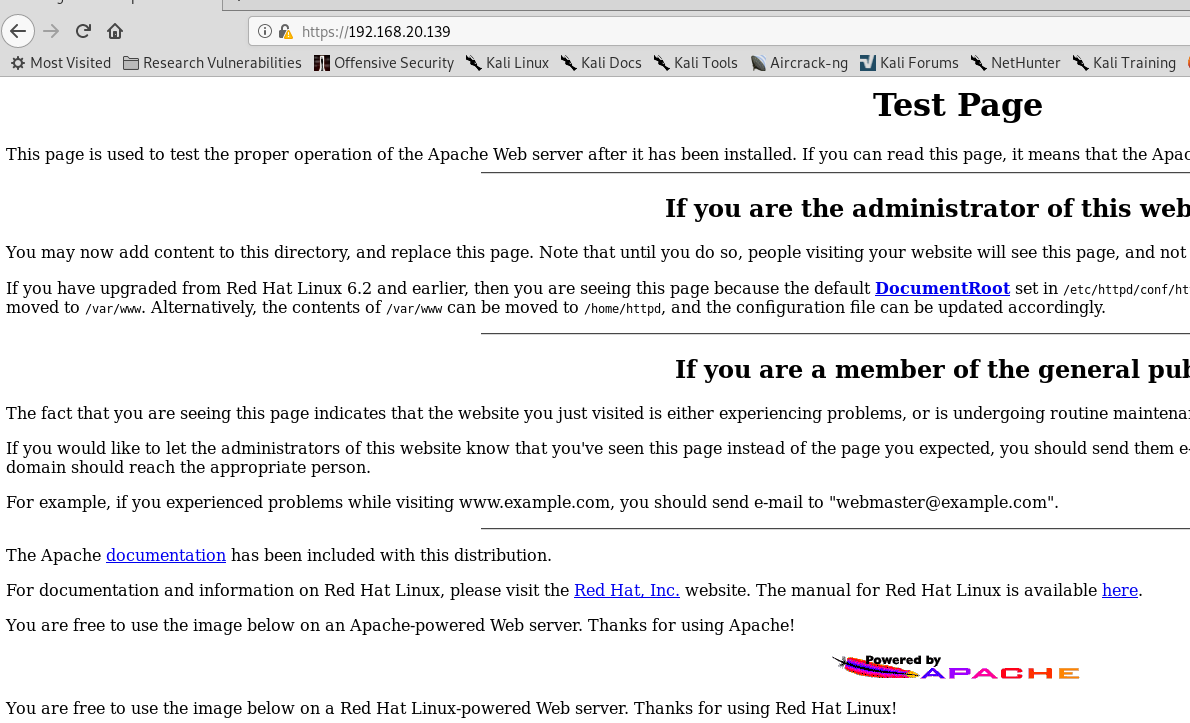 https://192.168.20.139
Most Visited Research Vulnerabilities Offensive Security Kali Linux Kali Docs Kali Tools Aircrack-ng Kali Forums NetHunter Kali Training
Test Page
This page is used to test the proper operation of the Apache Web server after it has been installed. If you can read this page, it means that the Apac
If you are the administrator of this web
You may now add content to this directory, and replace this page. Note that until you do so, people visiting your website will see this page, and not
If you have upgraded from Red Hat Linux 6.2 and earlier, then you are seeing this page because the default DocumentRoot set in /etc/httpd/conf/ht
moved to /var/www. Alternatively, the contents of /var/www can be moved to /home/httpd, and the configuration file can be updated accordingly.
If you are a member of the general pub
The fact that you are seeing this page indicates that the website you just visited is either experiencing problems, or is undergoing routine maintena
If you would like to let the administrators of this website know that you've seen this page instead of the page you expected, you should send them e-
domain should reach the appropriate person.
For example, if you experienced problems while visiting www.example.com, you should send e-mail to "webmaster@example.com".
The Apache documentation has been included with this distribution.
For documentation and information on Red Hat Linux, please visit the Red Hat, Inc. website. The manual for Red Hat Linux is available here.
You are free to use the image below on an Apache-powered Web server. Thanks for using Apache!
Powered by
APACHE
You are free to use the image below on a Red Hat Linux-powered Web server. Thanks for using Red Hat Linux!